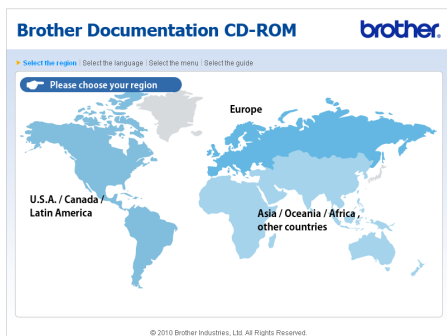 Brother Documentation CD-ROM
brother.
Select the region | Select the language | Select the menu | Select the guide
Please choose your region
Europe
U.S.A. / Canada /
Latin America
Asia / Oceania / Africa ,
other countries
© 2010 Brother Industries, Ltd. All Rights Reserved.